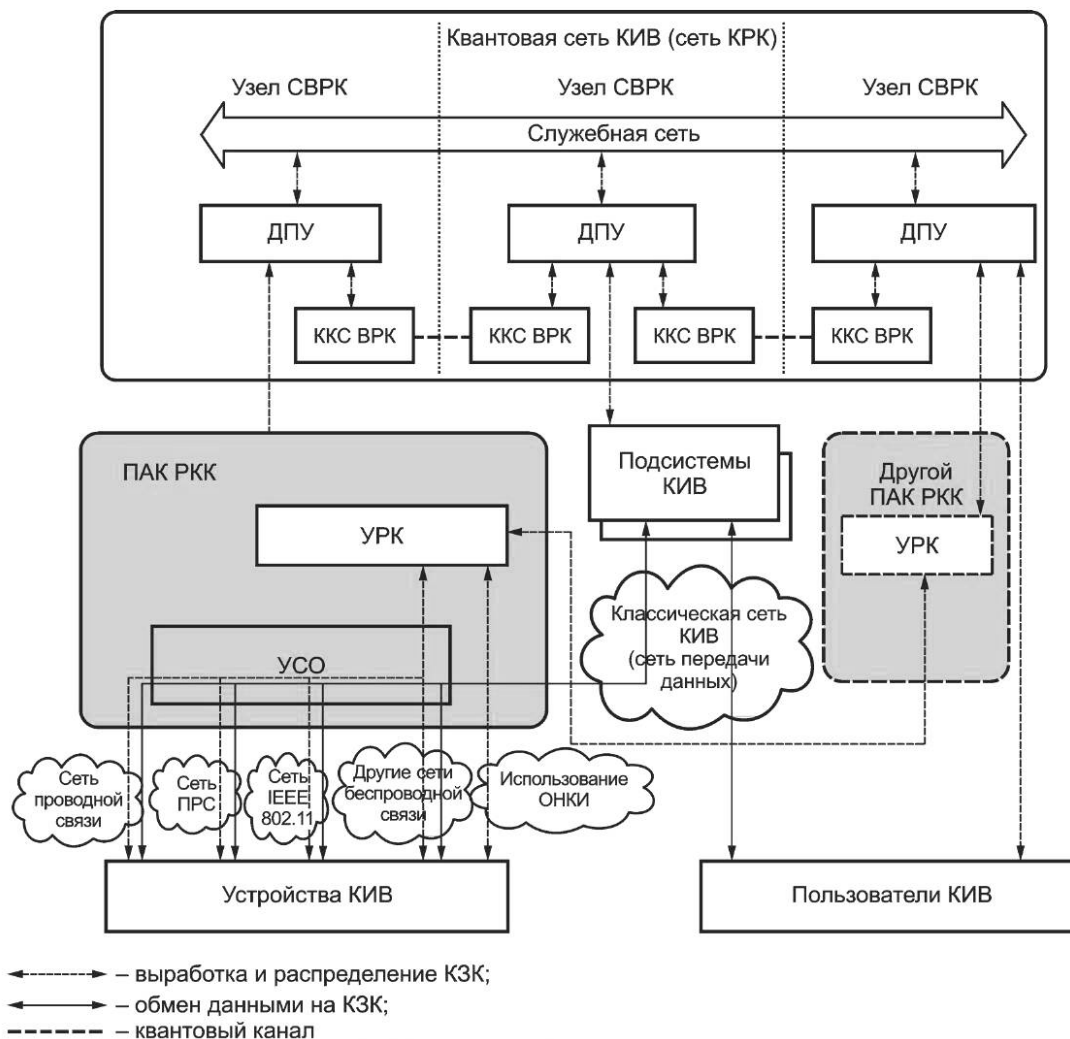 Квантовая сеть КИВ (сеть КРК)
Узел СВРК
Узел СВРК
Узел СВРК
Служебная сеть
ДПУ
ДПУ
ДПУ
ККС ВРК
ККС ВРК
ККС ВРК
ККС ВРК
ПАК РКК
УРК
УСО
Подсистемы
КИВ
Другой
ПАК РКК
УРК
Классическая сеть
КИВ
(сеть передачи
данных)
Сеть
проводной
связи
Сеть
ПРС
Сеть
IEEE
802.11
Другие сети
беспроводной
связи
Использование
ОНКИ
Устройства КИВ
Пользователи КИВ
– выработка и распределение КЗК;
– обмен данными на КЗК;
– квантовый канал